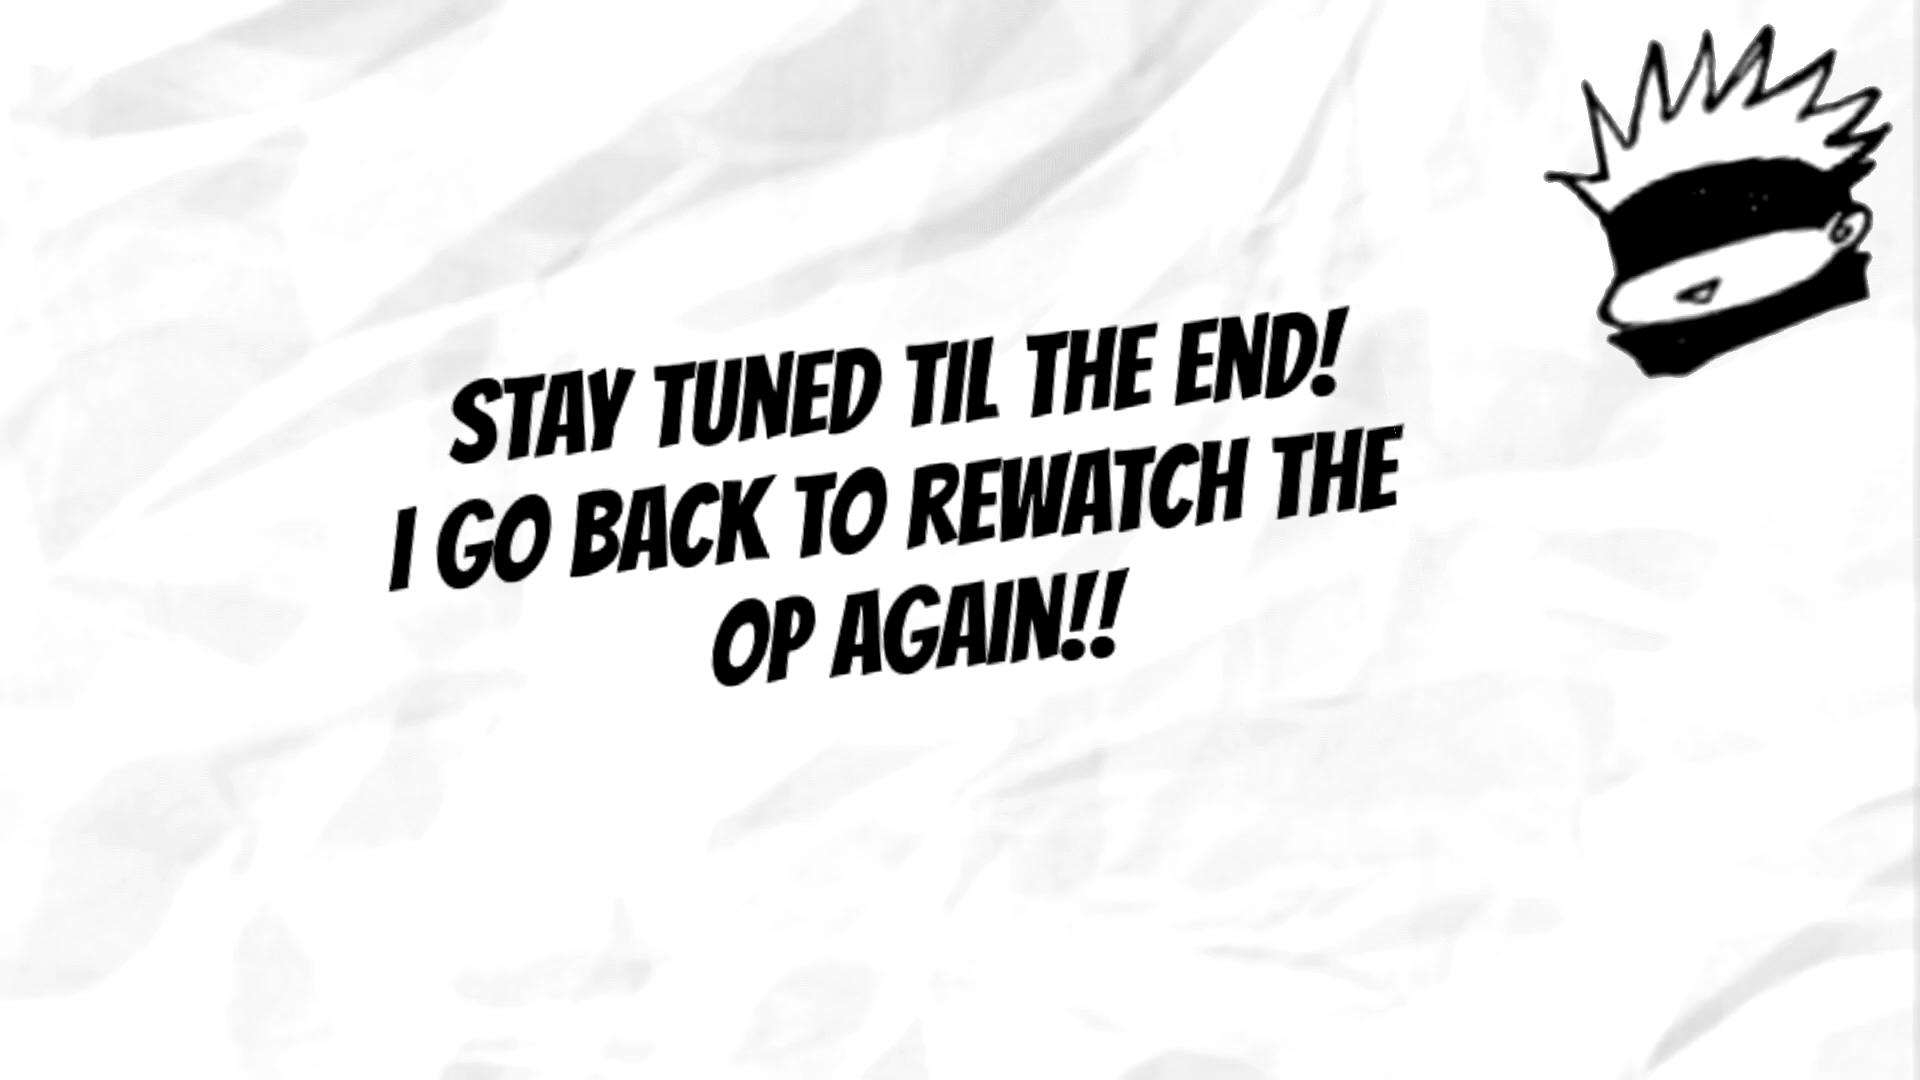 STAY TUNED TIL THE END!
I GO BACK TO REWATCH THE
OP AGAIN!!